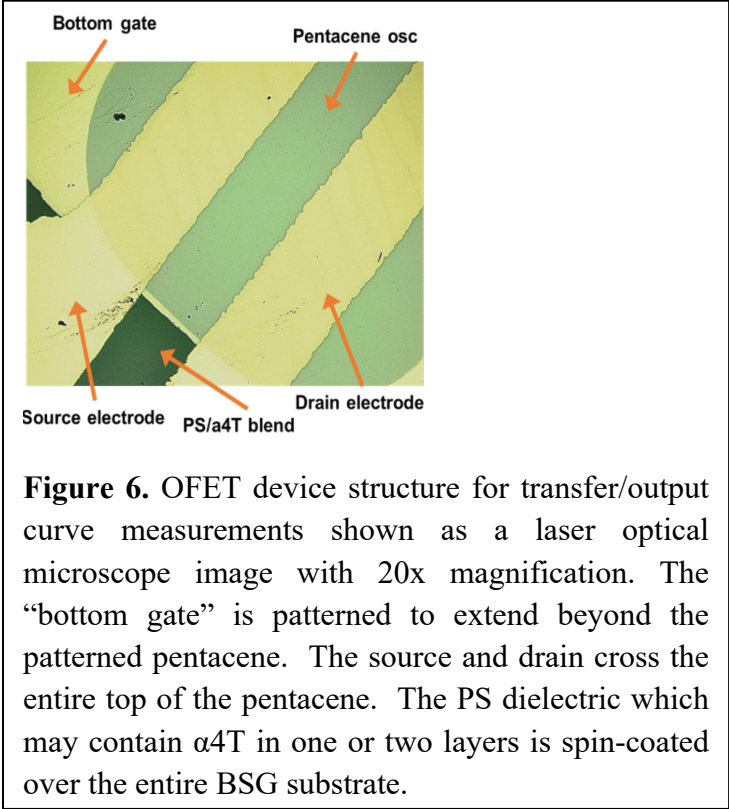 Bottom gate
Pentacene osc
Source electrode
PS/a4T blend
Drain electrode
Figure 6. OFET device structure for transfer/output
curve measurements shown as a laser optical
microscope image with 20x magnification. The
“bottom gate” is patterned to extend beyond the
patterned pentacene. The source and drain cross the
entire top of the pentacene. The PS dielectric which
may contain α4T in one or two layers is spin-coated
over the entire BSG substrate.